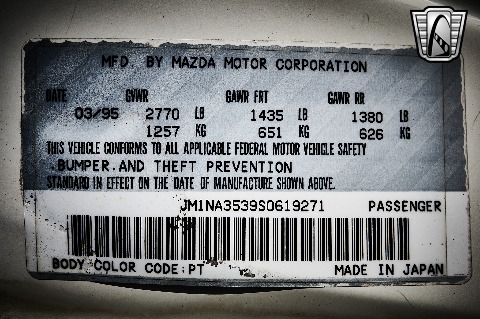 MFD. BY MAZDA MOTOR CORPORATION
DATE GVWR GAWR FRT GAWR RR
03/95 2770 LB 1435 LB 1380 LB
1257 KG 651 KG 626 KG
THIS VEHICLE CONFORMS TO ALL APPLICABLE FEDERAL MOTOR VEHICLE SAFETY
.BUMPER.AND THEFT PREVENTION
STANDARD IN EFFECT ON THE DATE OF MANUFACTURE SHOWN ABOVE.
JM1NA3539S0619271 PASSENGER
BODY COLOR CODE:PT MADE IN JAPAN